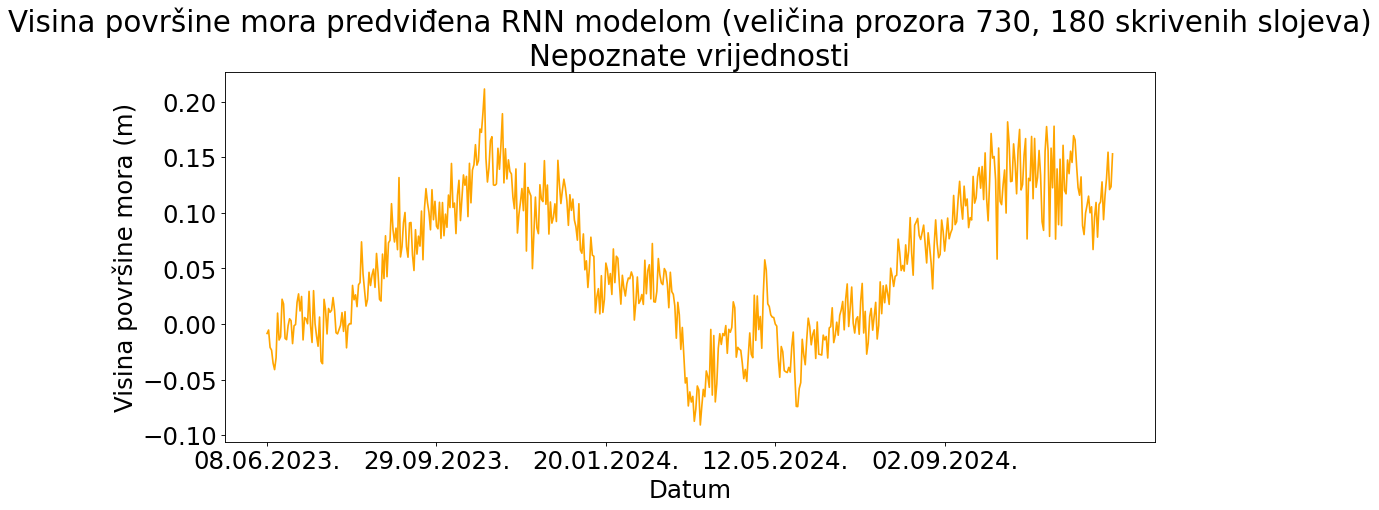 Visina površine mora predviđena RNN modelom (veličina prozora 730, 180 skrivenih slojeva)
Nepoznate vrijednosti
Visina površine mora (m)
0.20
0.15
0.10
0.05
0.00
−0.05
−0.10
08.06.2023. 29.09.2023. 20.01.2024. 12.05.2024. 02.09.2024.
Datum